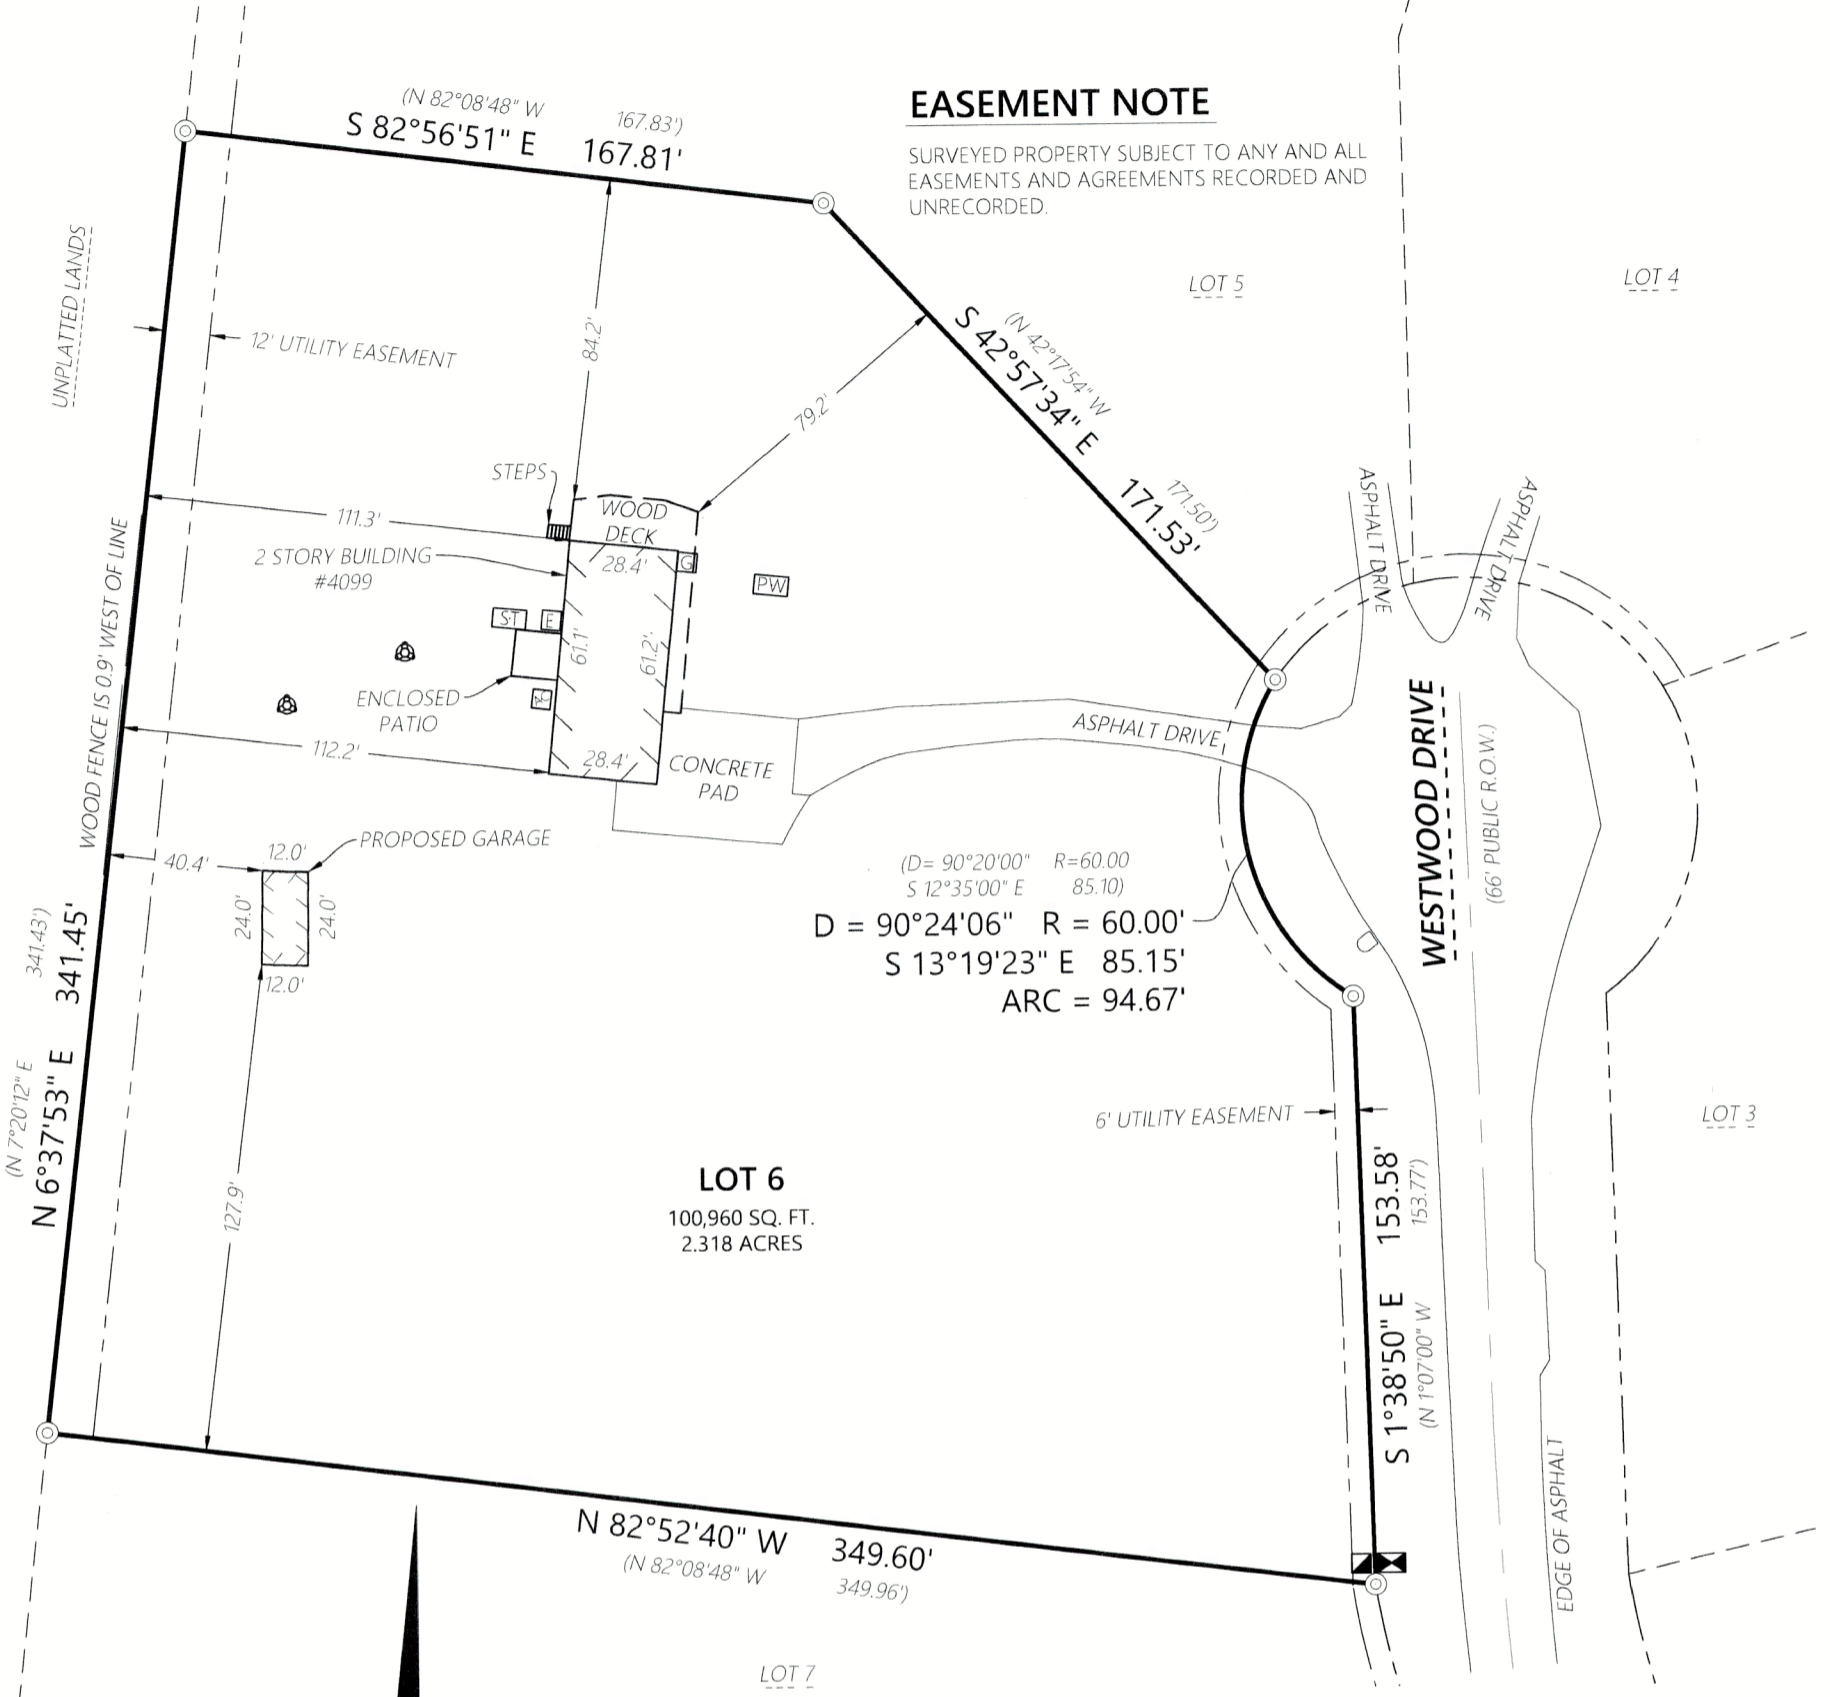 (N 82°08'48" W 167.83')
S 82°56'51" E 167.81'
EASEMENT NOTE
SURVEYED PROPERTY SUBJECT TO ANY AND ALL
EASEMENTS AND AGREEMENTS RECORDED AND
UNRECORDED.
LOT 5
LOT 4
UNPLATTED LANDS
12' UTILITY EASEMENT
84.2'
79.2'
(N 42°17'54" W 171.50')
S 42°57'34" E 171.53'
STEPS
WOOD
DECK
111.3'
2 STORY BUILDING
#4099
28.4'
G
PW
ST
E
61.1'
61.2'
ENCLOSED
PATIO
112.2'
28.4'
CONCRETE
PAD
ASPHALT DRIVE
ASPHALT DRIVE
ASPHALT DRIVE
WESTWOOD DRIVE
(66' PUBLIC R.O.W.)
WOOD FENCE IS 0.9' WEST OF LINE
PROPOSED GARAGE
40.4'
12.0'
24.0'
24.0'
12.0'
(D= 90°20'00" R=60.00
S 12°35'00" E 85.10)
D = 90°24'06" R = 60.00'
S 13°19'23" E 85.15'
ARC = 94.67'
(N 7°20'12" E 341.43')
N 6°37'53" E 341.45'
127.9'
6' UTILITY EASEMENT
LOT 3
LOT 6
100,960 SQ. FT.
2.318 ACRES
S 1°38'50" E 153.58'
(N 1°07'00" W 153.77')
EDGE OF ASPHALT
N 82°52'40" W 349.60'
(N 82°08'48" W 349.96')
LOT 7